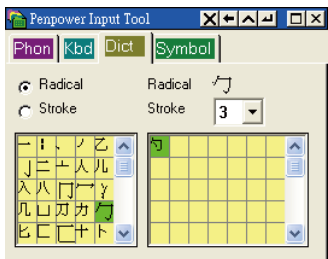 Penpower Input Tool
Phon Kbd Dict Symbol
Radical Radical 勹
Stroke Stroke 3
一丨丶丿乙
亅二亠人儿
入八冂冖冫
几凵刀力勹
匕匚匸十卜